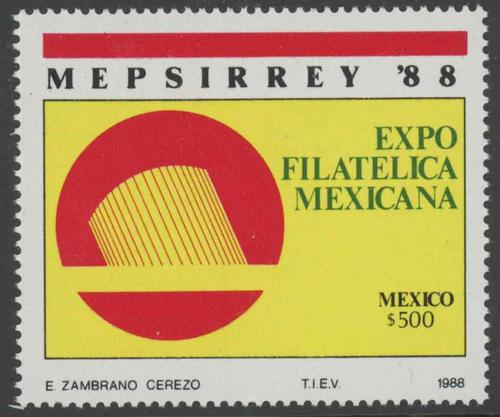 MEPSIRREY '88
EXPO
FILATELICA
MEXICANA
MEXICO
$500
E ZAMBRANO CEREZO T.I.E.V. 1988